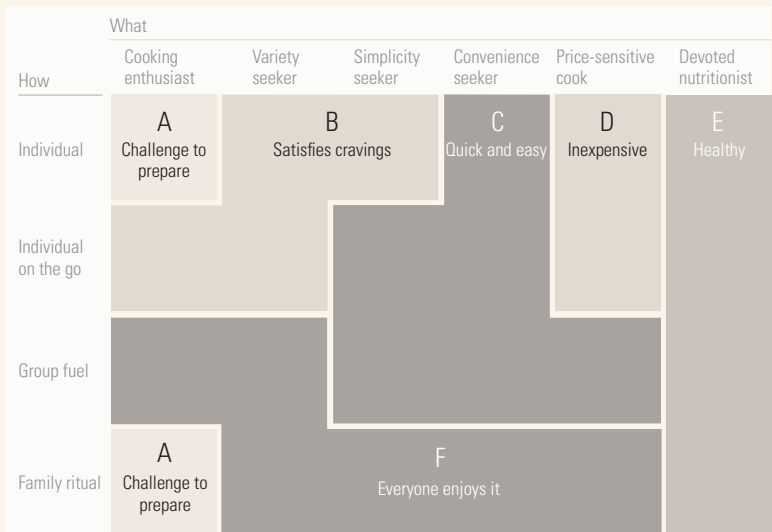 What
How
Cooking
enthusiast
Variety
seeker
Simplicity
seeker
Convenience
seeker
Price-sensitive
cook
Devoted
nutritionist
Individual
A
Challenge to
prepare
B
Satisfies cravings
C
Quick and easy
D
Inexpensive
E
Healthy
Individual
on the go
Group fuel
Family ritual
A
Challenge to
prepare
F
Everyone enjoys it